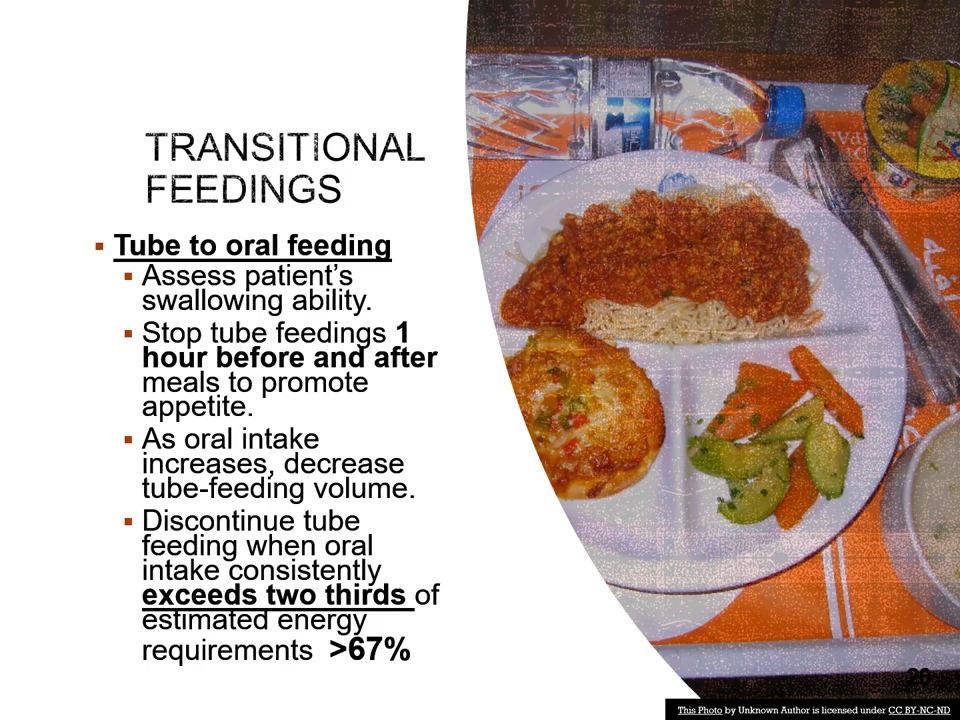 TRANSITIONAL
FEEDINGS
▪ Tube to oral feeding
▪ Assess patient’s
swallowing ability.
▪ Stop tube feedings 1
hour before and after
meals to promote
appetite.
▪ As oral intake
increases, decrease
tube-feeding volume.
▪ Discontinue tube
feeding when oral
intake consistently
exceeds two thirds of
estimated energy
requirements >67%
20
This Photo by Unknown Author is licensed under CC BY-NC-ND